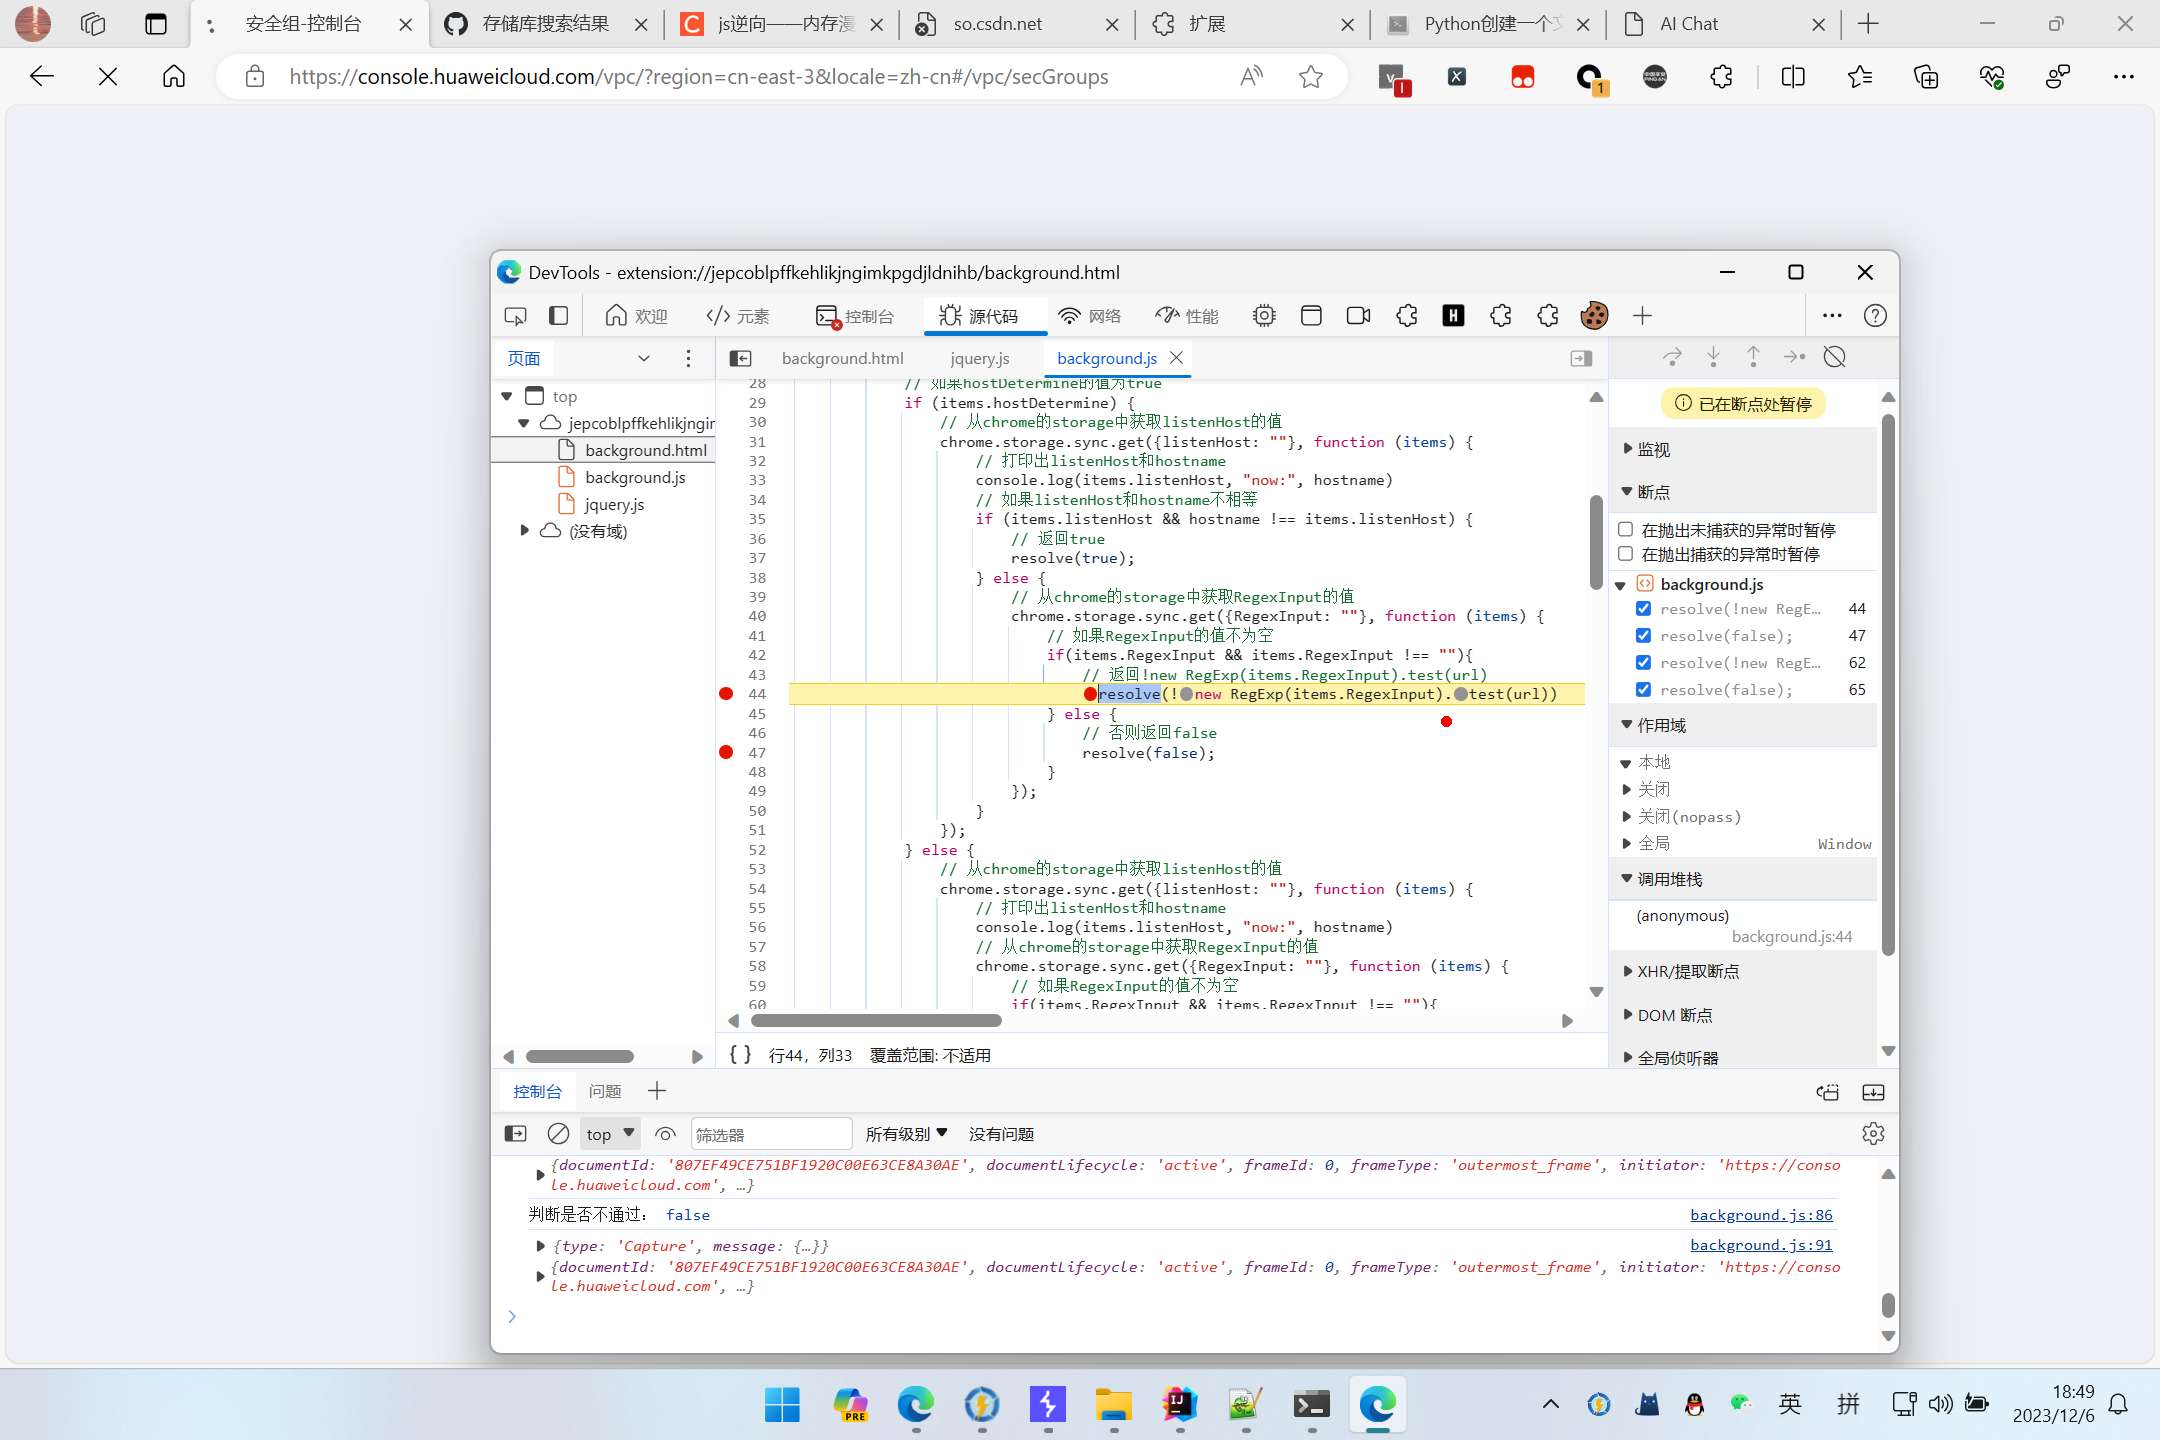 安全组-控制台
存储库搜索结果
js逆向——内存漫
so.csdn.net
扩展
Python创建一个文
AI Chat
https://console.huaweicloud.com/vpc/?region=cn-east-3&locale=zh-cn#/vpc/secGroups
1
DevTools - extension://jepcoblpffkehlikjngimkpgdjldnihb/background.html
欢迎
元素
控制台
源代码
网络
性能
页面
background.html
jquery.js
background.js
top
jepcoblpffkehlikjngir
background.html
background.js
jquery.js
(没有域)
28 // 如果hostDetermine的值为true
29 if (items.hostDetermine) {
30 // 从chrome的storage中获取listenHost的值
31 chrome.storage.sync.get({listenHost: ""}, function (items) {
32 // 打印出listenHost和hostname
33 console.log(items.listenHost, "now:", hostname)
34 // 如果listenHost和hostname不相等
35 if (items.listenHost && hostname !== items.listenHost) {
36 // 返回true
37 resolve(true);
38 } else {
39 // 从chrome的storage中获取RegexInput的值
40 chrome.storage.sync.get({RegexInput: ""}, function (items) {
41 // 如果RegexInput的值不为空
42 if(items.RegexInput && items.RegexInput !== ""){
43 // 返回!new RegExp(items.RegexInput).test(url)
44 resolve(!new RegExp(items.RegexInput).test(url))
45 } else {
46 // 否则返回false
47 resolve(false);
48 }
49 });
50 }
51 });
52 } else {
53 // 从chrome的storage中获取listenHost的值
54 chrome.storage.sync.get({listenHost: ""}, function (items) {
55 // 打印出listenHost和hostname
56 console.log(items.listenHost, "now:", hostname)
57 // 从chrome的storage中获取RegexInput的值
58 chrome.storage.sync.get({RegexInput: ""}, function (items) {
59 // 如果RegexInput的值不为空
60 if(items.RegexInput && items.RegexInput !== ""){
{ } 行44，列33 覆盖范围: 不适用
已在断点处暂停
监视
断点
在抛出未捕获的异常时暂停
在抛出捕获的异常时暂停
background.js
resolve(!new RegE… 44
resolve(false); 47
resolve(!new RegE… 62
resolve(false); 65
作用域
本地
关闭
关闭(nopass)
全局 Window
调用堆栈
(anonymous)
background.js:44
XHR/提取断点
DOM 断点
全局侦听器
控制台
问题
top
筛选器
所有级别
没有问题
{documentId: '807EF49CE751BF1920C00E63CE8A30AE', documentLifecycle: 'active', frameId: 0, frameType: 'outermost_frame', initiator: 'https://conso
le.huaweicloud.com', …}
判断是否不通过： false background.js:86
{type: 'Capture', message: {…}} background.js:91
{documentId: '807EF49CE751BF1920C00E63CE8A30AE', documentLifecycle: 'active', frameId: 0, frameType: 'outermost_frame', initiator: 'https://conso
le.huaweicloud.com', …}
PRE
英
拼
18:49
2023/12/6